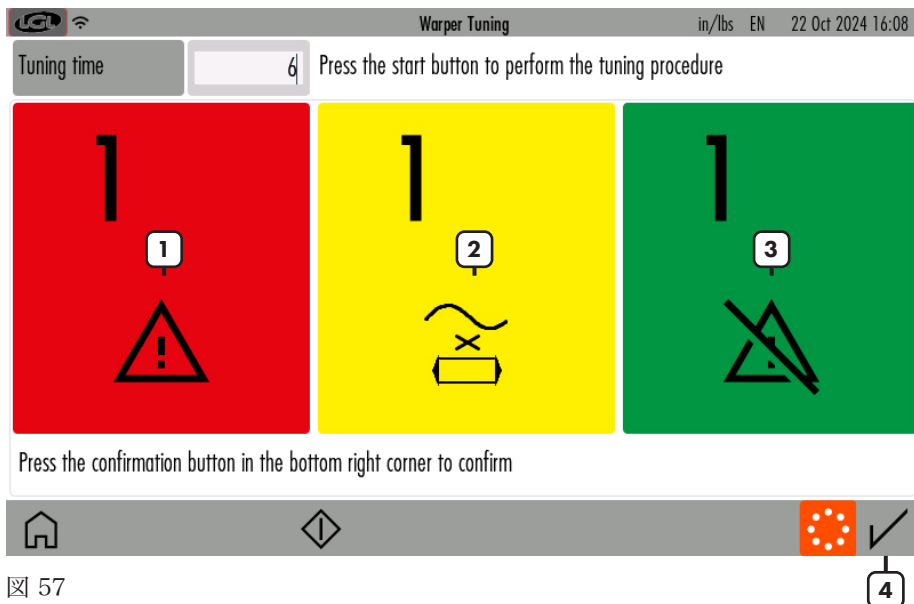 LGL Warper Tuning in/lbs EN 22 Oct 2024 16:08
Tuning time 6 Press the start button to perform the tuning procedure
1 1 1
1 2 3
Press the confirmation button in the bottom right corner to confirm
図 57
4